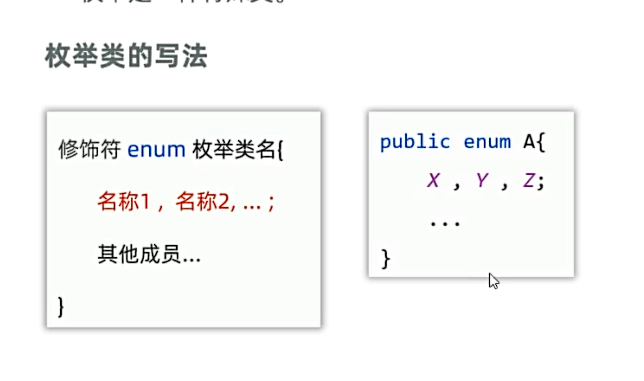 枚举类的写法
修饰符 enum 枚举类名{
名称1 , 名称2, ... ;
其他成员...
}
public enum A{
X , Y , Z;
...
}